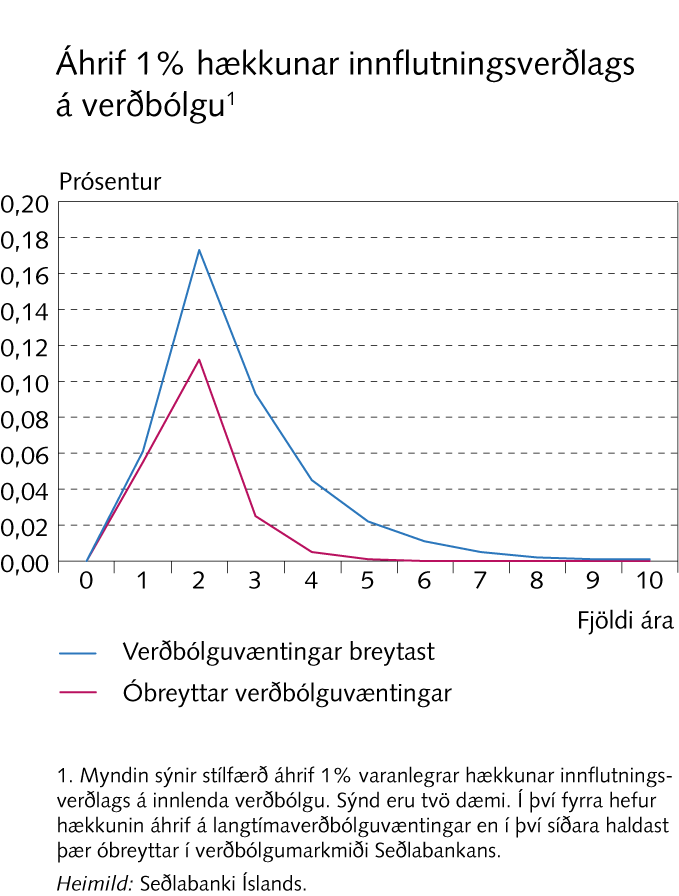 Áhrif 1% hækkunar innflutningsverðlags
á verðbólgu¹
Prósentur
0,20
0,18
0,16
0,14
0,12
0,10
0,08
0,06
0,04
0,02
0,00
0 1 2 3 4 5 6 7 8 9 10
Fjöldi ára
Verðbólguvæntingar breytast
Óbreyttar verðbólguvæntingar
1. Myndin sýnir stílfærð áhrif 1% varanlegrar hækkunar innflutnings-
verðlags á innlenda verðbólgu. Sýnd eru tvö dæmi. Í því fyrra hefur
hækkunin áhrif á langtímaverðbólguvæntingar en í því síðara haldast
þær óbreyttar í verðbólgumarkmiði Seðlabankans.
Heimild: Seðlabanki Íslands.